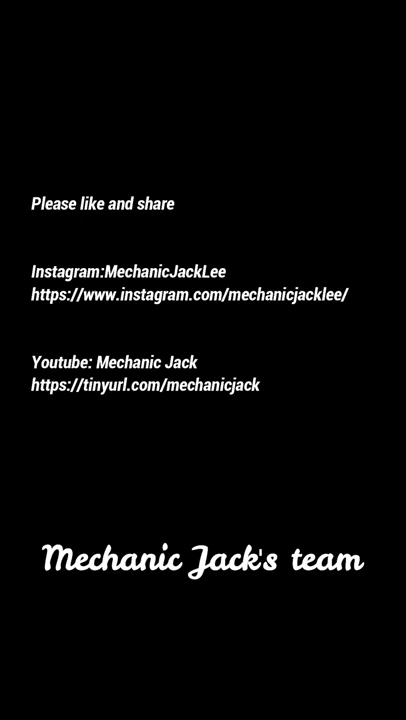 Please like and share
Instagram:MechanicJackLee
https://www.instagram.com/mechanicjacklee/
Youtube: Mechanic Jack
https://tinyurl.com/mechanicjack
Mechanic Jack's team